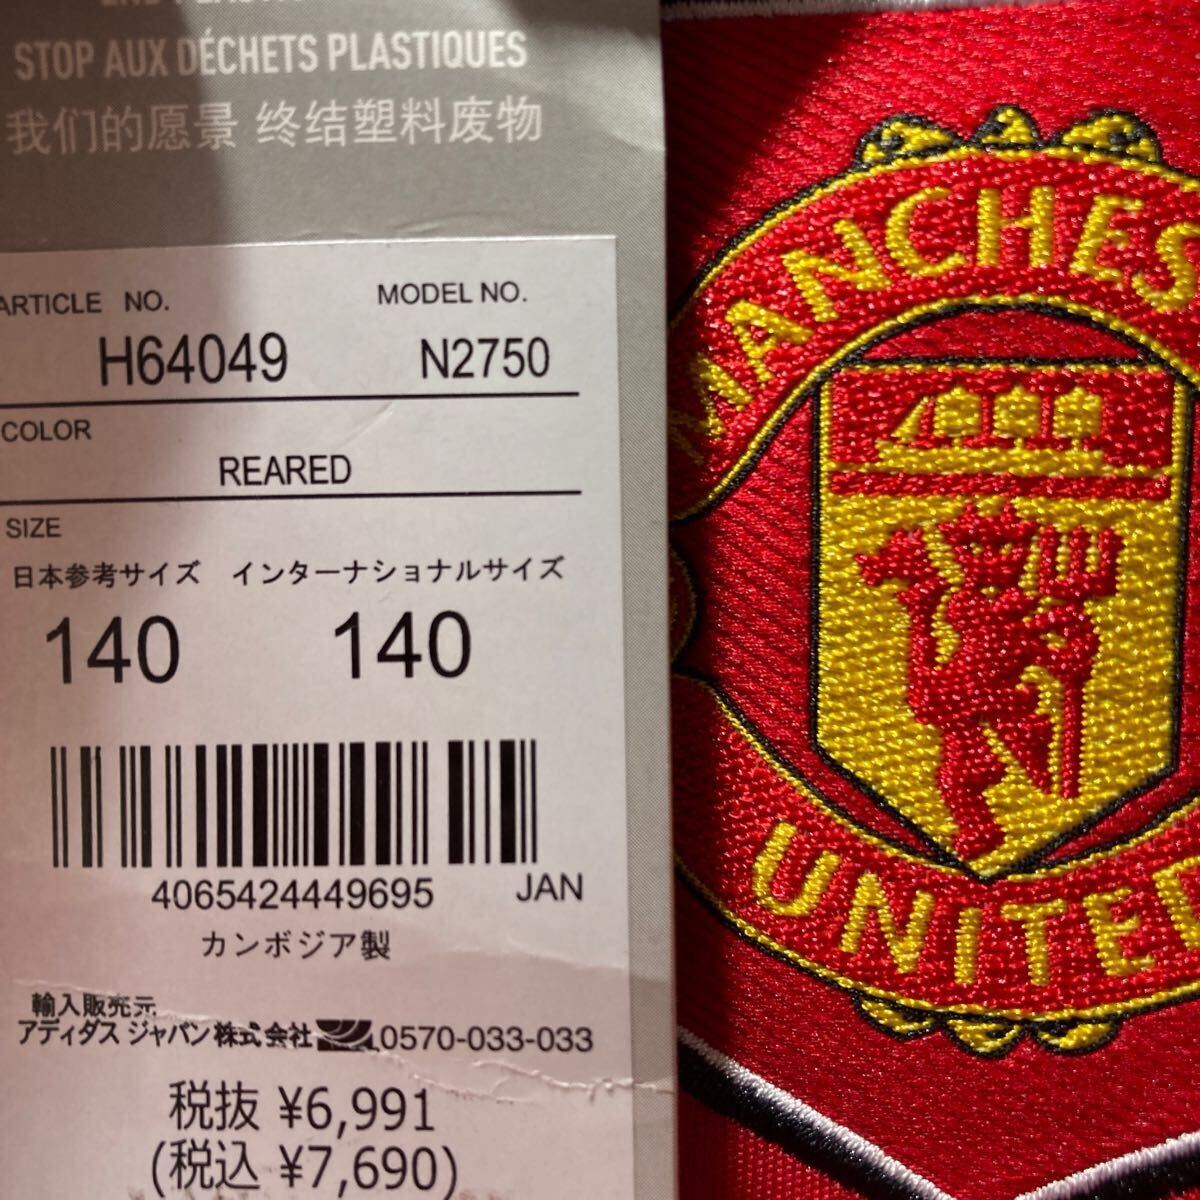 STOP AUX DÉCHETS PLASTIQUES
我们的愿景 终结塑料废物
ARTICLE NO.
MODEL NO.
H64049
N2750
COLOR
REARED
SIZE
日本参考サイズ インターナショナルサイズ
140
140
4065424449695
JAN
カンボジア製
輸入販売元
アディダス ジャパン株式会社
0570-033-033
税抜 ¥6,991
(税込 ¥7,690)
MANCHES
UNITE